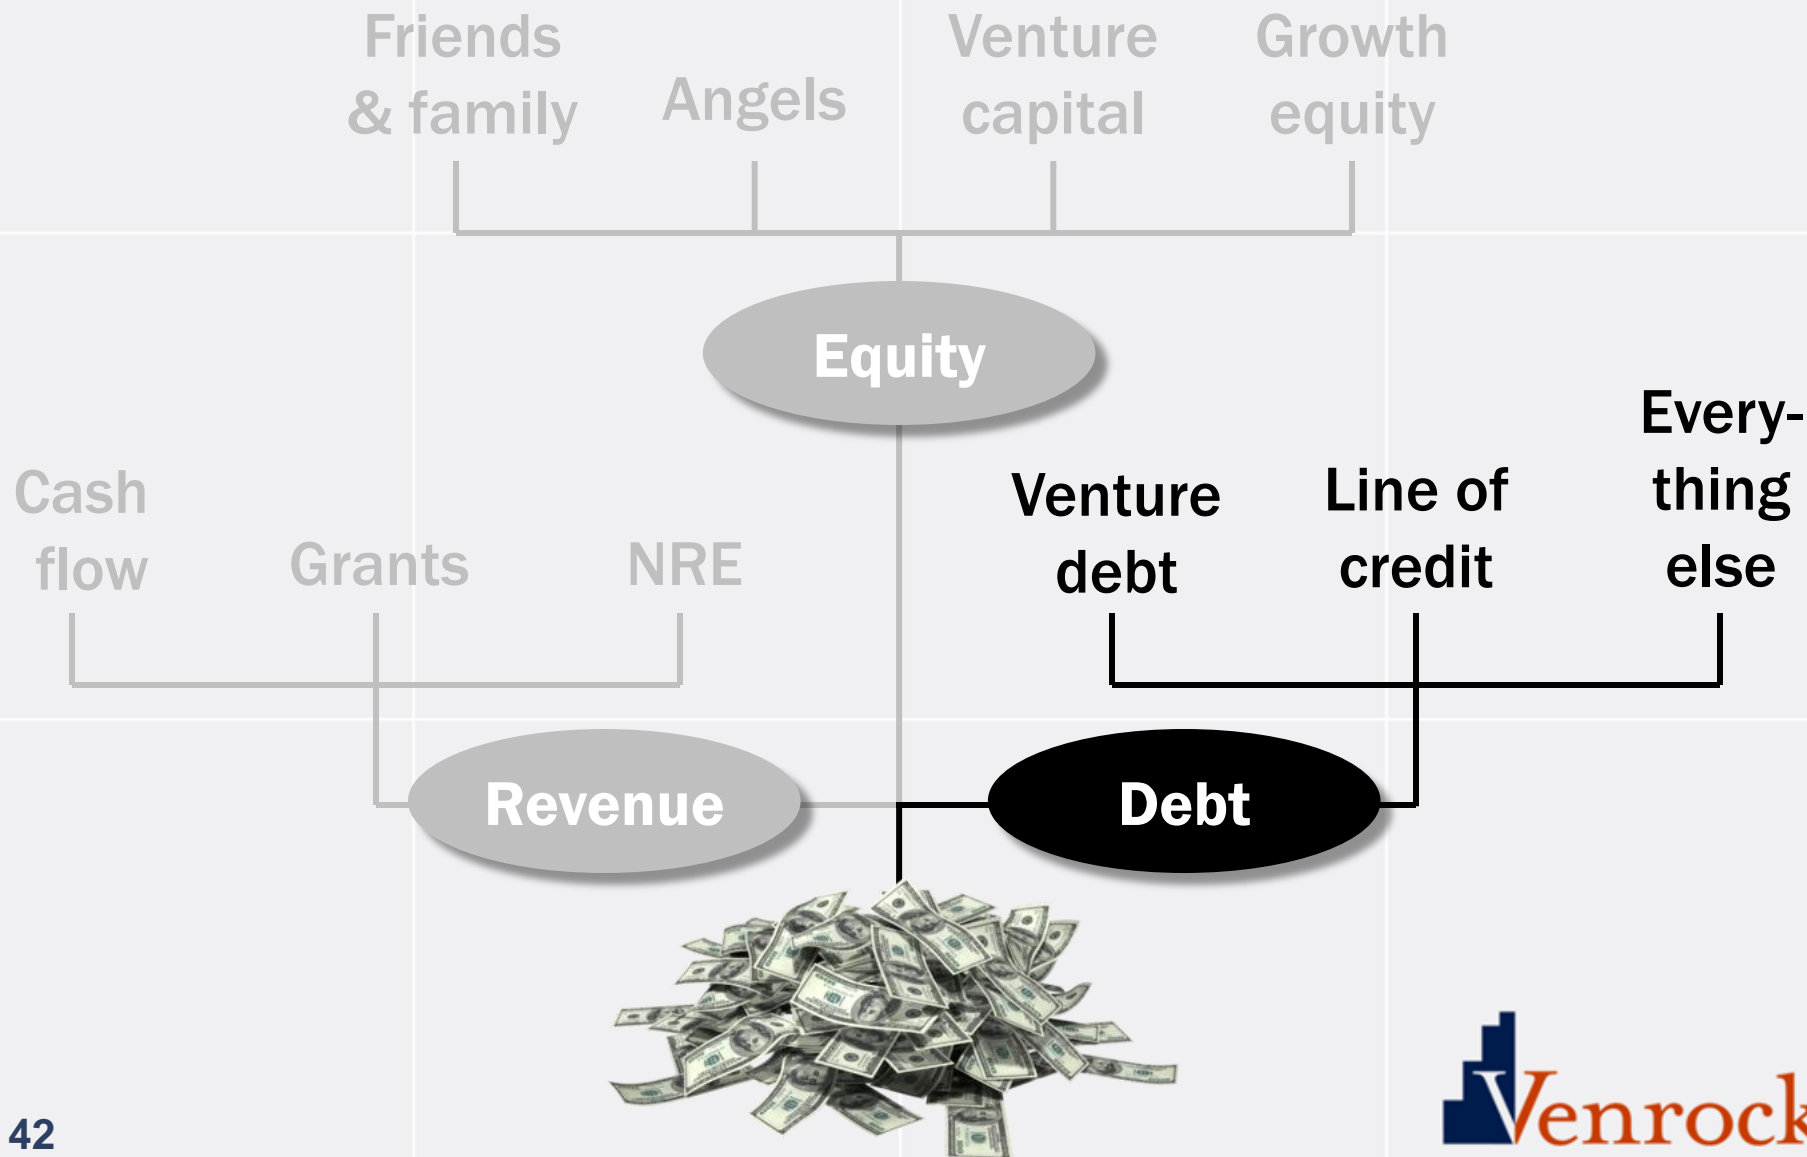 Friends
& family
Angels
Venture
capital
Growth
equity
Equity
Cash
flow
Grants
NRE
Venture
debt
Line of
credit
Every-
thing
else
Revenue
Debt
42
Venrock